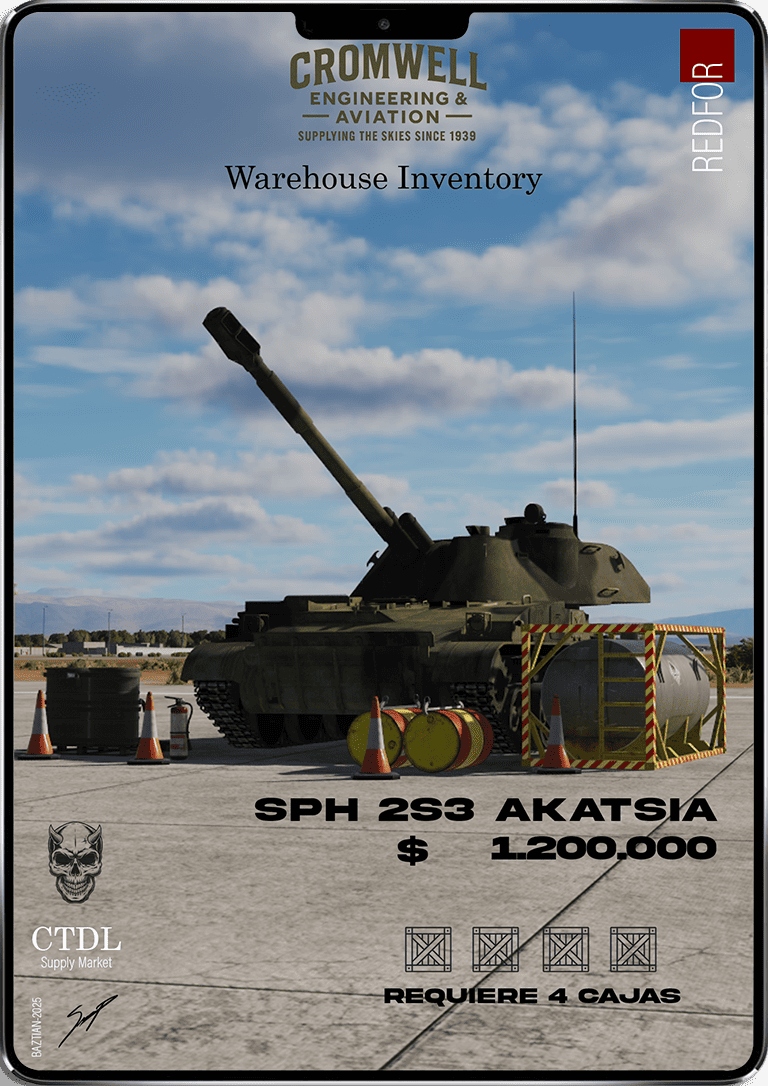 CROMWELL
ENGINEERING &
AVIATION
SUPPLYING THE SKIES SINCE 1939
REDFOR
Warehouse Inventory
SPH 2S3 AKATSIA
$ 1.200.000
CTDL
Supply Market
REQUIERE 4 CAJAS
BAZTIAN-2025